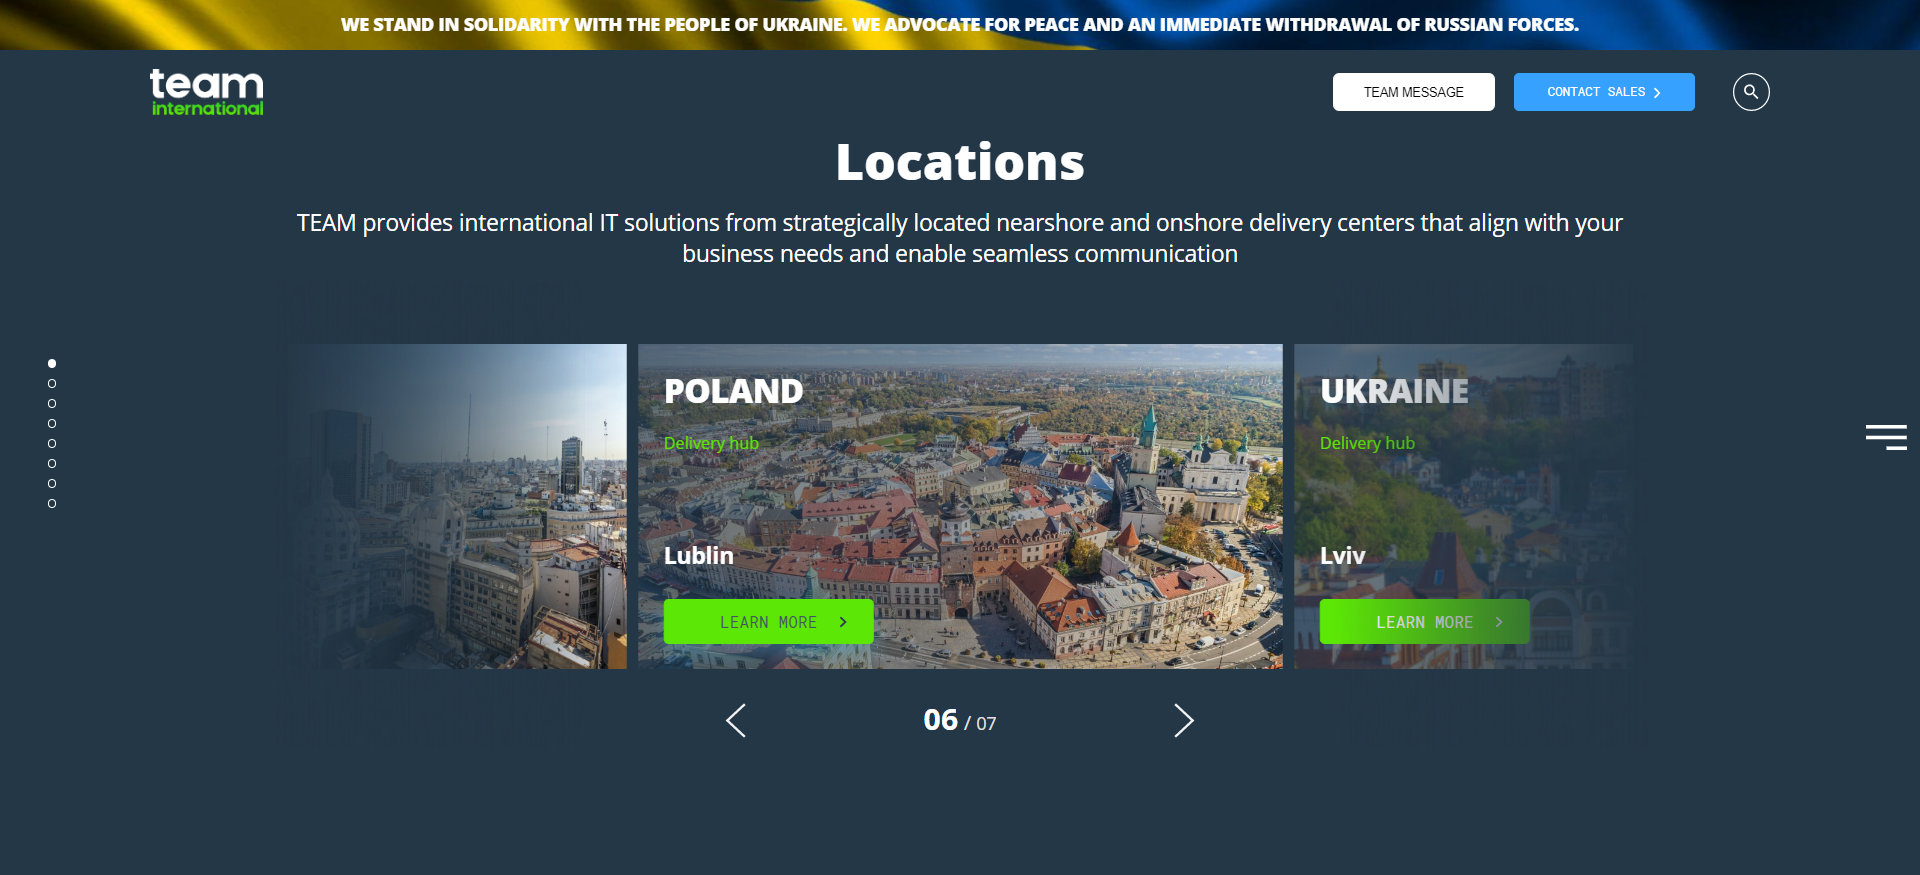 WE STAND IN SOLIDARITY WITH THE PEOPLE OF UKRAINE. WE ADVOCATE FOR PEACE AND AN IMMEDIATE WITHDRAWAL OF RUSSIAN FORCES.
team
international
TEAM MESSAGE
CONTACT SALES
Locations
TEAM provides international IT solutions from strategically located nearshore and onshore delivery centers that align with your
business needs and enable seamless communication
POLAND
Delivery hub
Lublin
LEARN MORE
UKRAINE
Delivery hub
Lviv
LEARN MORE
06 / 07